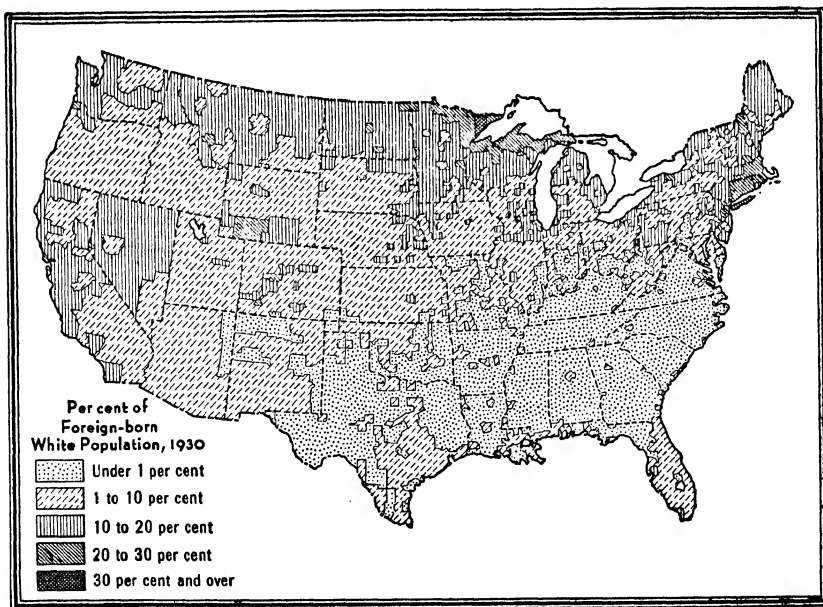 Per cent of
Foreign-born
White Population, 1930
Under 1 per cent
1 to 10 per cent
10 to 20 per cent
20 to 30 per cent
30 per cent and over